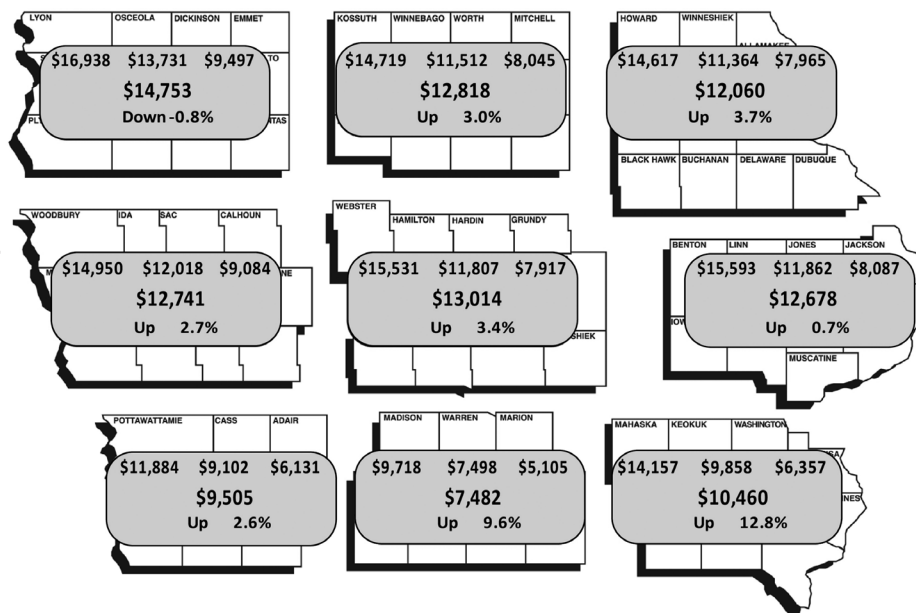 LYON OSCEOLA DICKINSON EMMET
$16,938 $13,731 $9,497
$14,753
Down -0.8%
KOSSUTH WINNEBAGO WORTH MITCHELL
$14,719 $11,512 $8,045
$12,818
Up 3.0%
HOWARD WINNESHIEK
ALLAMAKEE
$14,617 $11,364 $7,965
$12,060
Up 3.7%
BLACK HAWK BUCHANAN DELAWARE DUBUQUE
WOODBURY IDA SAC CALHOUN
$14,950 $12,018 $9,084
$12,741
Up 2.7%
WEBSTER
HAMILTON HARDIN GRUNDY
$15,531 $11,807 $7,917
$13,014
Up 3.4%
SHIEK
BENTON LINN JONES JACKSON
$15,593 $11,862 $8,087
$12,678
Up 0.7%
IOW
MUSCATINE
POTTAWATTAMIE CASS ADAIR
$11,884 $9,102 $6,131
$9,505
Up 2.6%
MADISON WARREN MARION
$9,718 $7,498 $5,105
$7,482
Up 9.6%
MAHASKA KEOKUK WASHINGTON
$14,157 $9,858 $6,357
$10,460
Up 12.8%